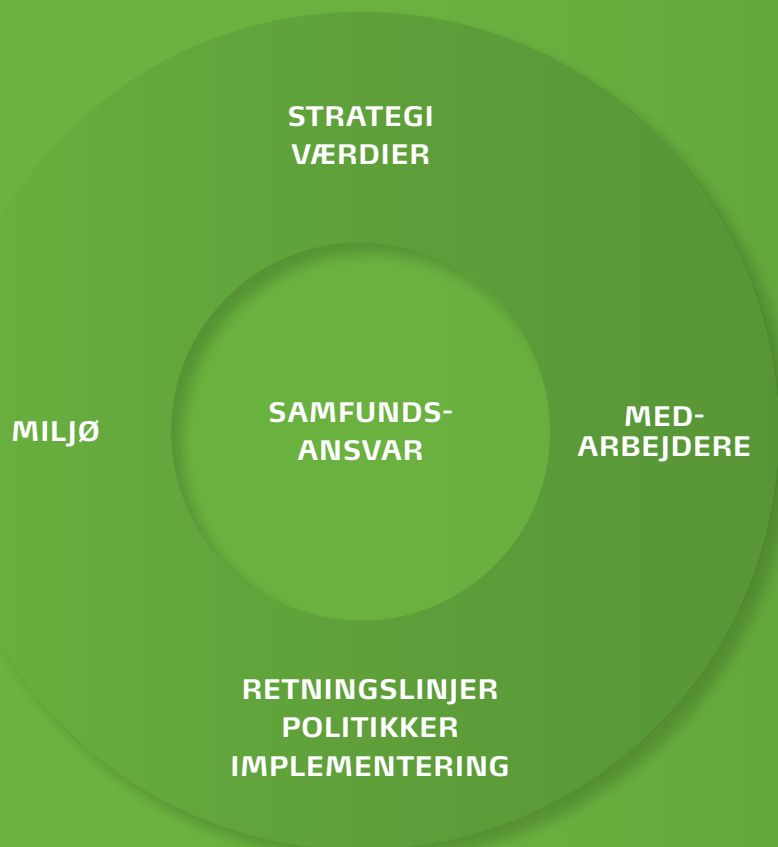 STRATEGI
VÆRDIER
MILJØ
SAMFUNDS-
ANSVAR
MED-
ARBEJDERE
RETNINGSLINJER
POLITIKKER
IMPLEMENTERING